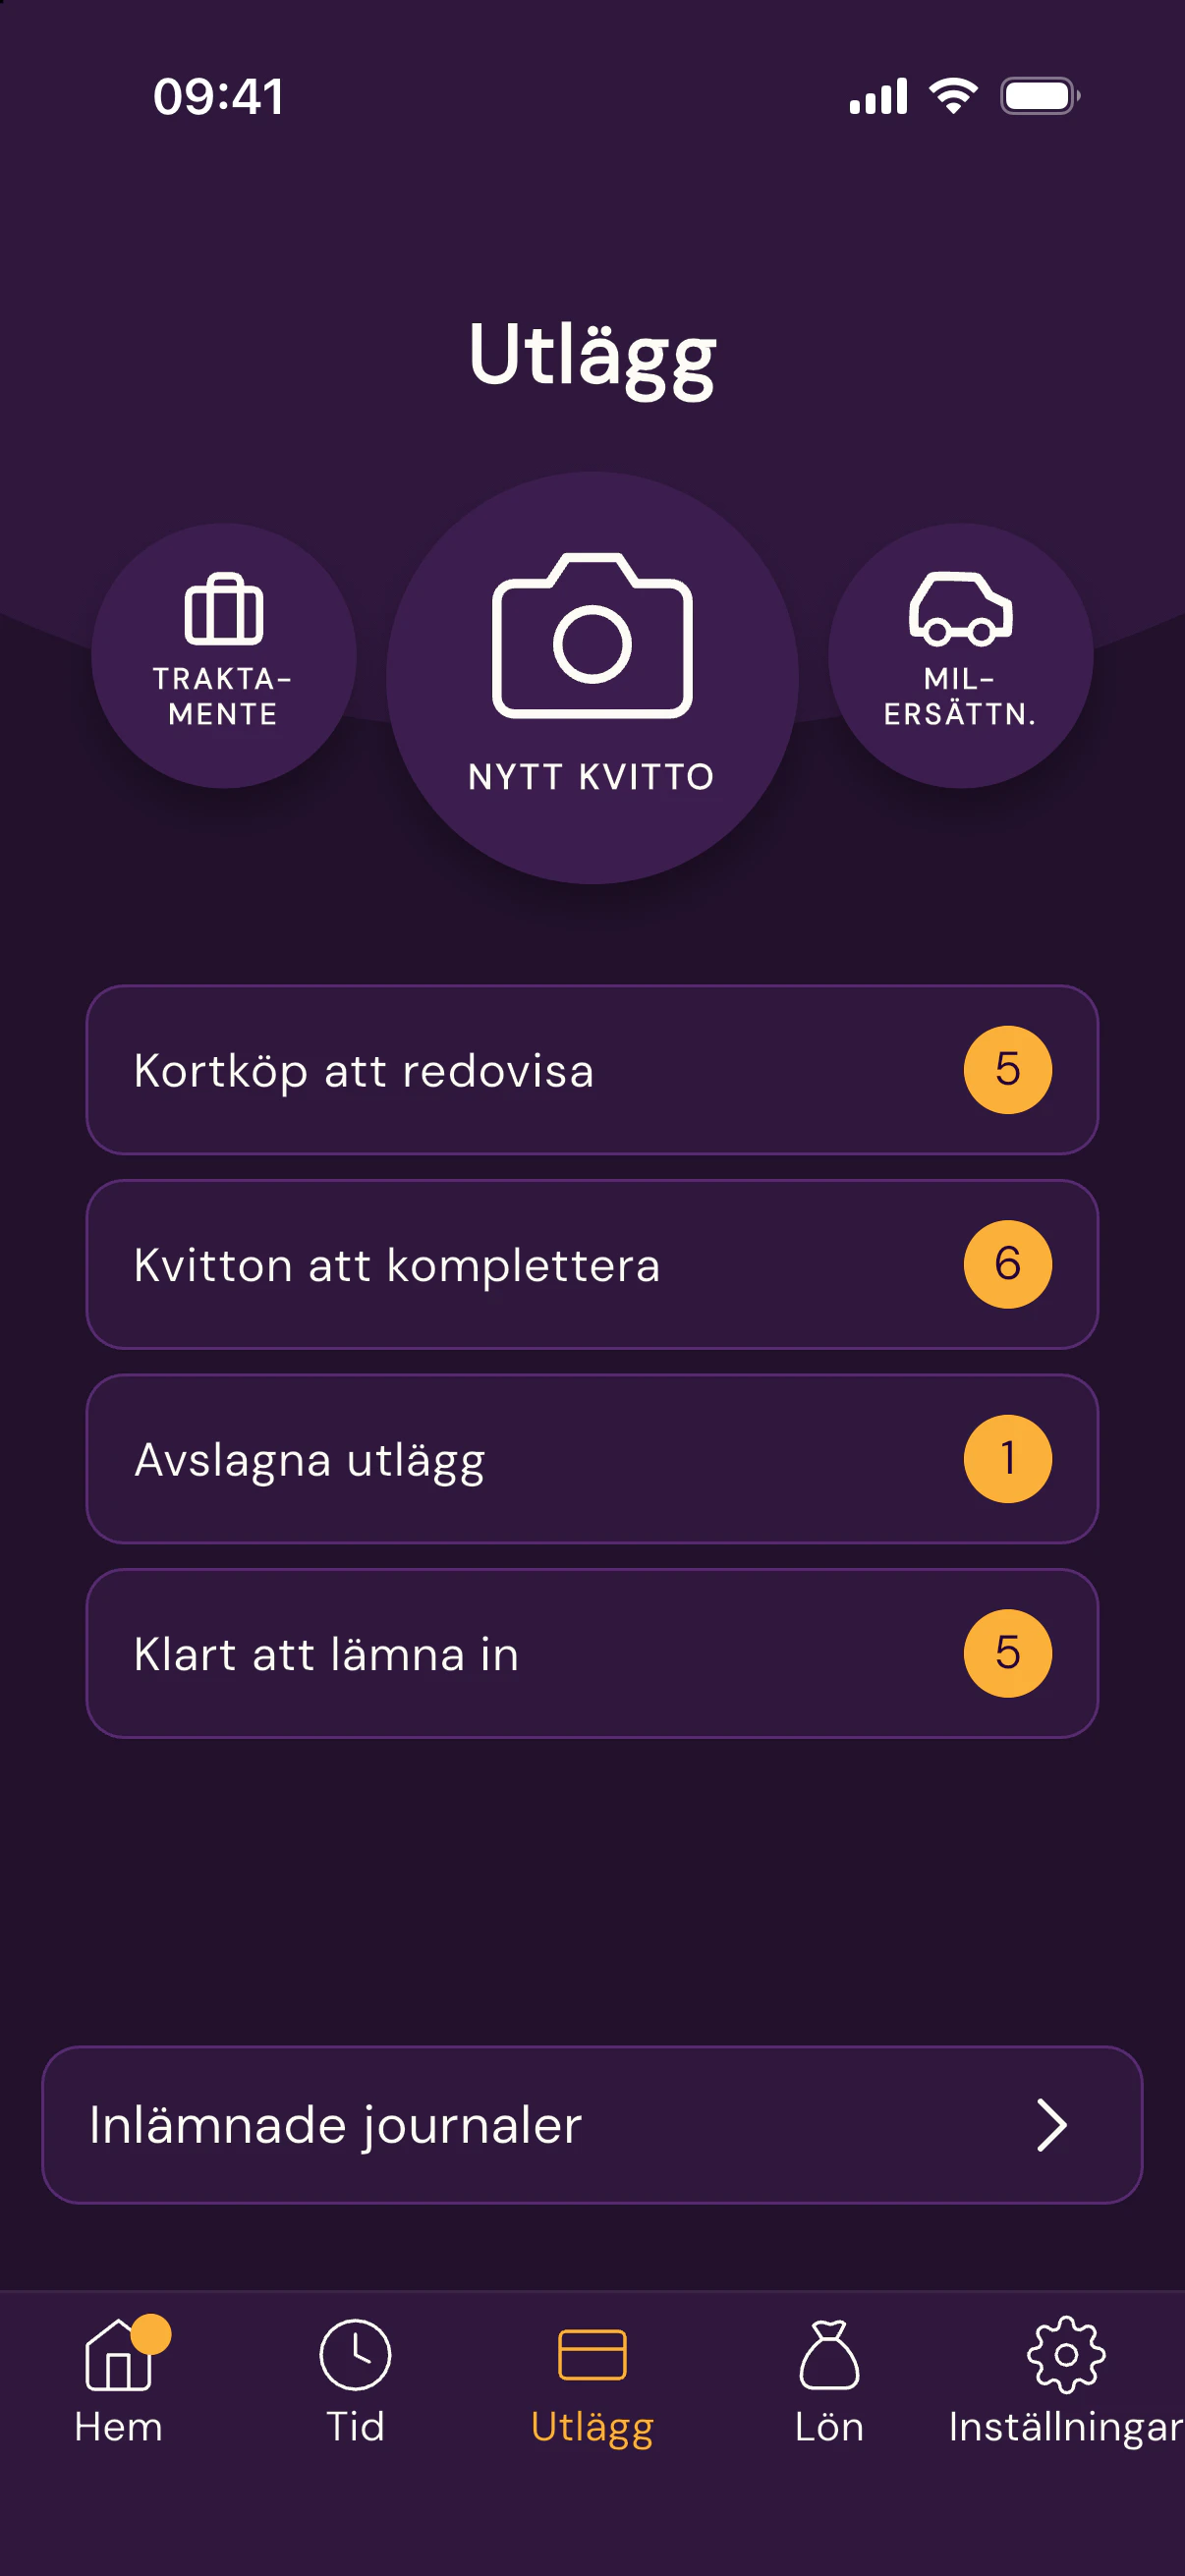 09:41
Utlägg
TRAKTA-
MENTE
NYTT KVITTO
MIL-
ERSÄTTN.
Kortköp att redovisa 5
Kvitton att komplettera 6
Avslagna utlägg 1
Klart att lämna in 5
Inlämnade journaler
Hem Tid Utlägg Lön Inställningar